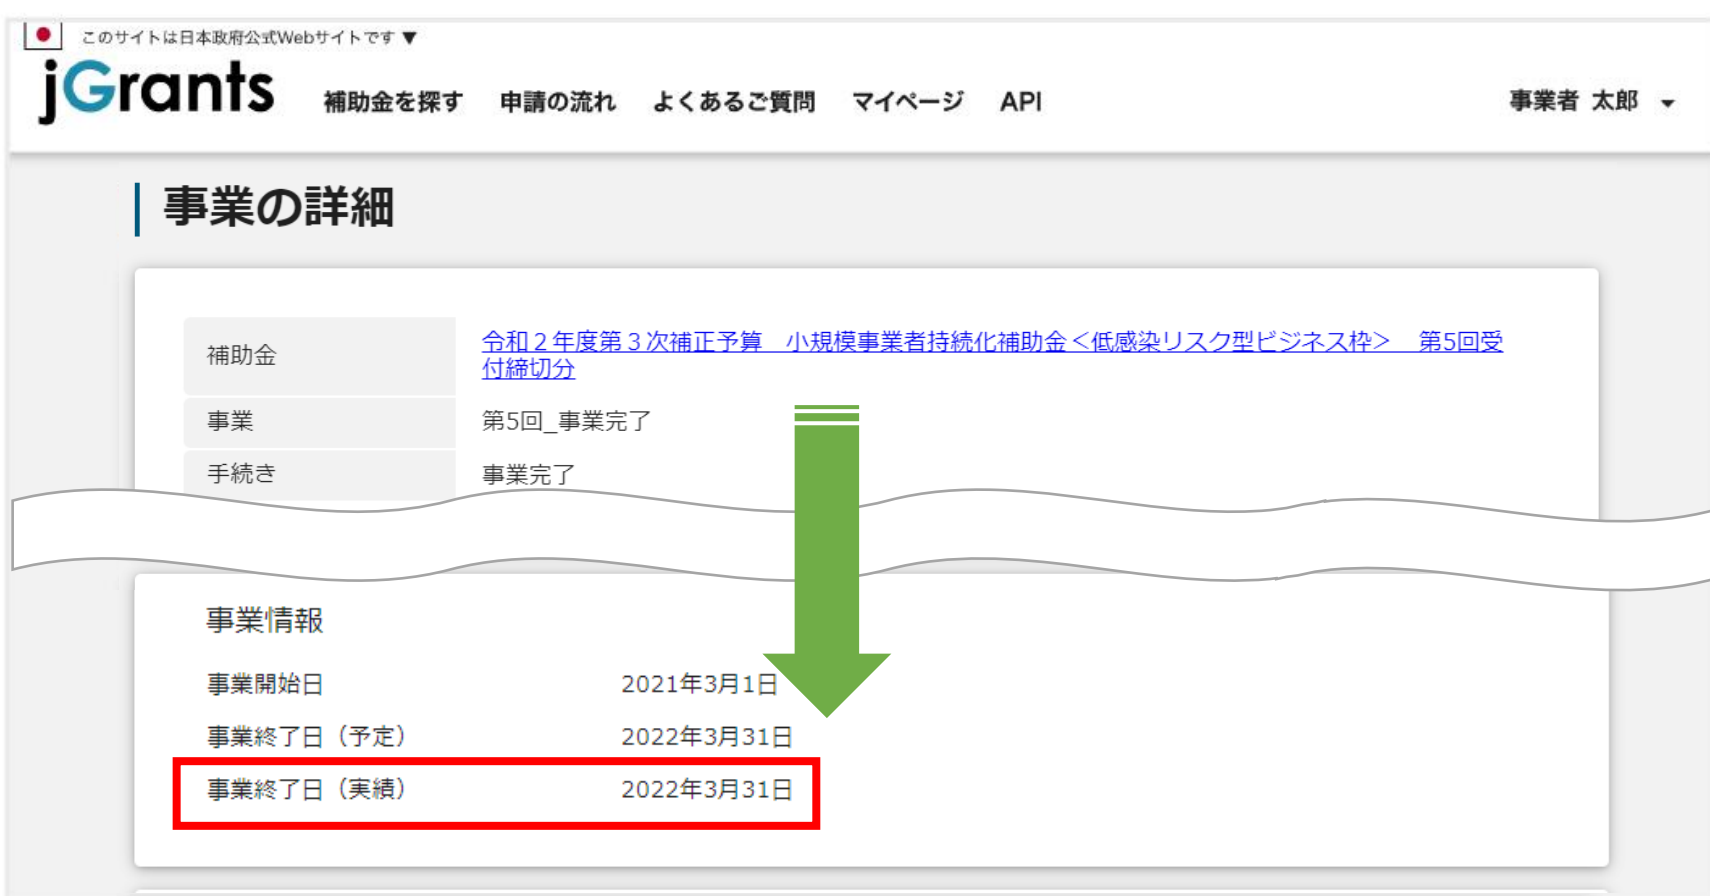 このサイトは日本政府公式Webサイトです ▼
jGrants 補助金を探す 申請の流れ よくあるご質問 マイページ API 事業者 太郎
事業の詳細
補助金 令和２年度第３次補正予算　小規模事業者持続化補助金＜低感染リスク型ビジネス枠＞　第5回受
付締切分
事業 第5回_事業完了
手続き 事業完了
事業情報
事業開始日 2021年3月1日
事業終了日（予定） 2022年3月31日
事業終了日（実績） 2022年3月31日